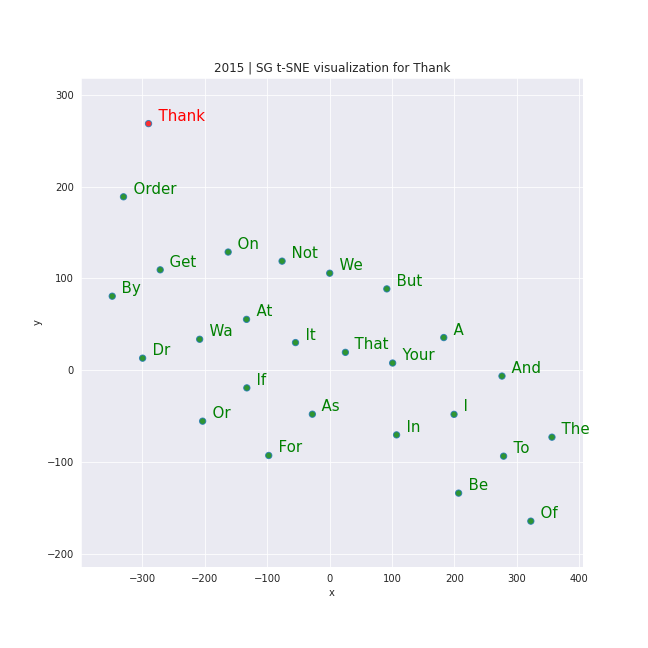 2015 | SG t-SNE visualization for Thank
300
Thank
200
Order
On
Not
Get
We
100
But
By
At
Wa
A
It
That
Your
Dr
And
0
If
I
As
Or
In
The
For
To
−100
Be
Of
−200
−300 −200 −100 0 100 200 300 400
x
y